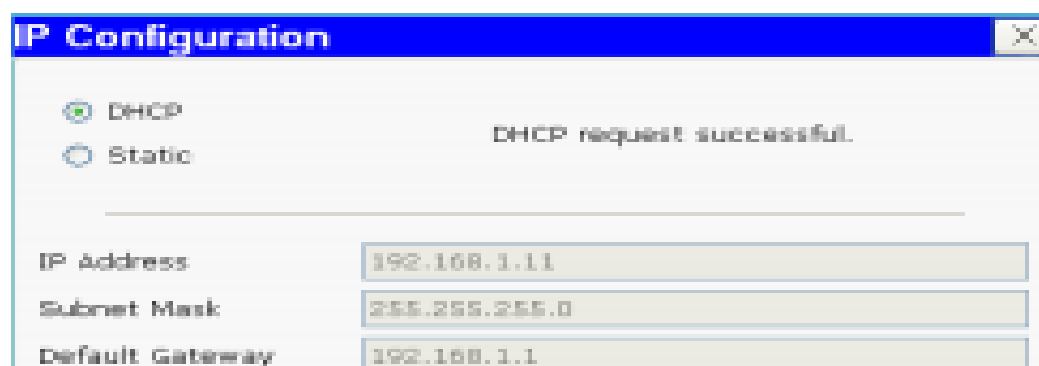 IP Configuration
DHCP
DHCP request successful.
Static
IP Address 192.168.1.11
Subnet Mask 255.255.255.0
Default Gateway 192.168.1.1